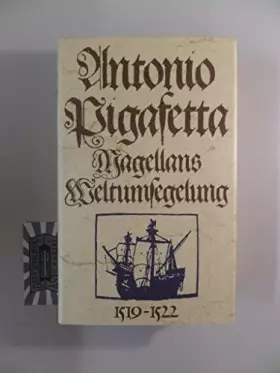 Antonio
Pigafetta
Magellans
Weltumsegelung
1519-1522